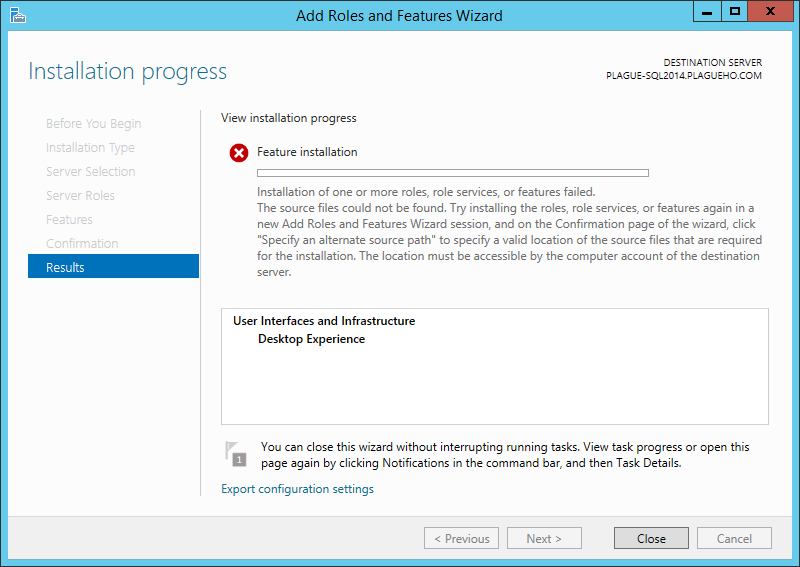 Add Roles and Features Wizard
Installation progress
DESTINATION SERVER
PLAGUE-SQL2014.PLAGUEHO.COM
Before You Begin
Installation Type
Server Selection
Server Roles
Features
Confirmation
Results
View installation progress
Feature installation
Installation of one or more roles, role services, or features failed.
The source files could not be found. Try installing the roles, role services, or features again in a
new Add Roles and Features Wizard session, and on the Confirmation page of the wizard, click
"Specify an alternate source path" to specify a valid location of the source files that are required
for the installation. The location must be accessible by the computer account of the destination
server.
User Interfaces and Infrastructure
Desktop Experience
1
You can close this wizard without interrupting running tasks. View task progress or open this
page again by clicking Notifications in the command bar, and then Task Details.
Export configuration settings
< Previous
Next >
Close
Cancel